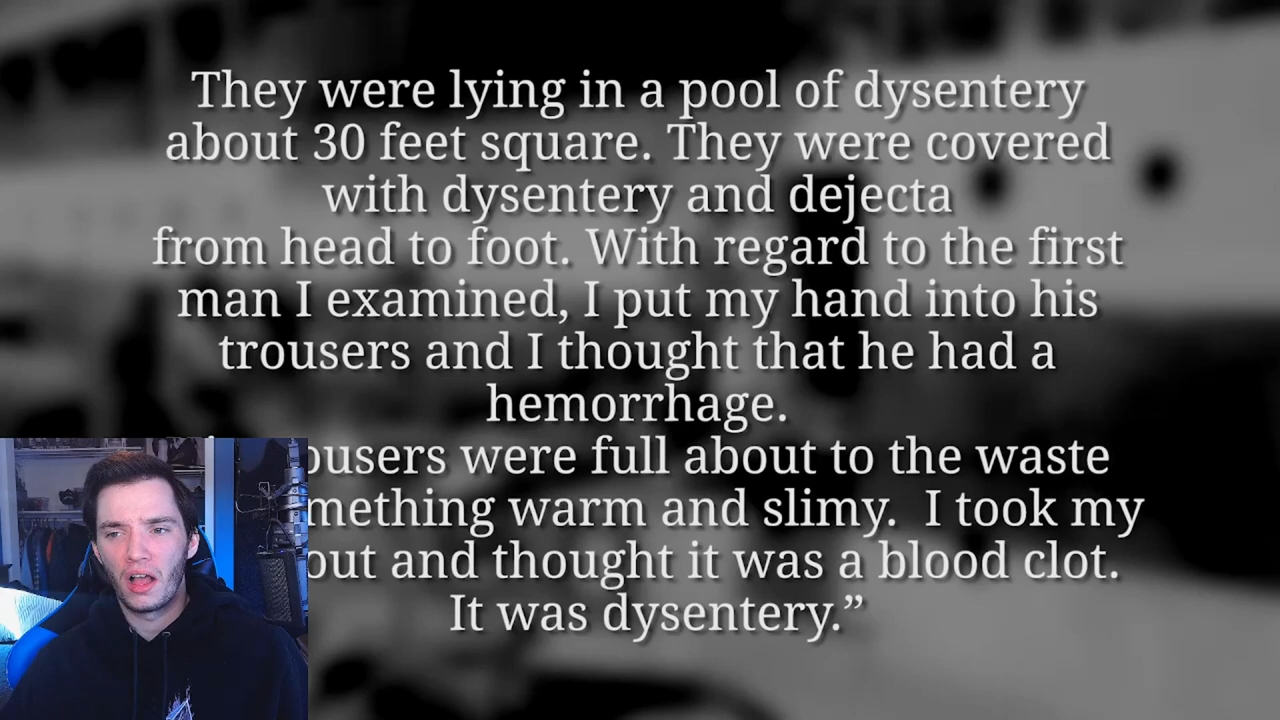 They were lying in a pool of dysentery
about 30 feet square. They were covered
with dysentery and dejecta
from head to foot. With regard to the first
man I examined, I put my hand into his
trousers and I thought that he had a
hemorrhage.
were full about to the waste
warm and slimy. I took my
out and thought it was a blood clot.
It was dysentery.”